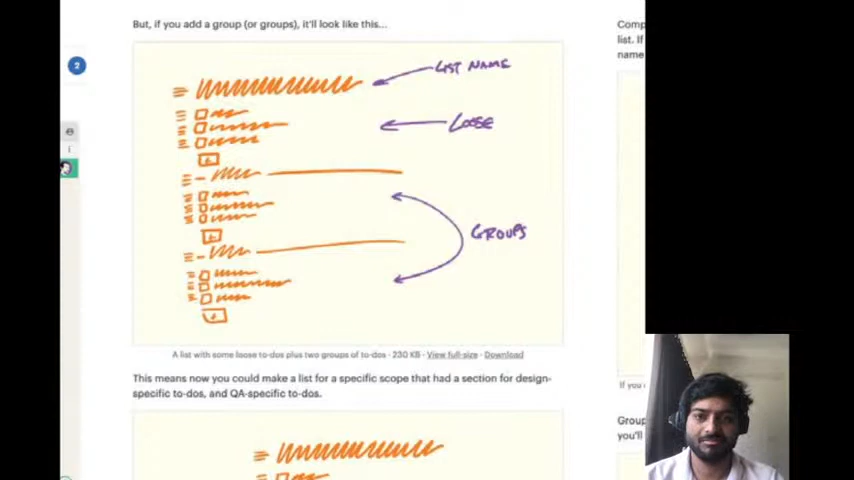 But, if you add a group (or groups), it'll look like this...
LIST NAME
LOOSE
GROUPS
A list with some loose to-dos plus two groups of to-dos · 230 KB · View full-size · Download
This means now you could make a list for a specific scope that had a section for design-
specific to-dos, and QA-specific to-dos.
2
Comp
list. If
name
If you
Group
you'll